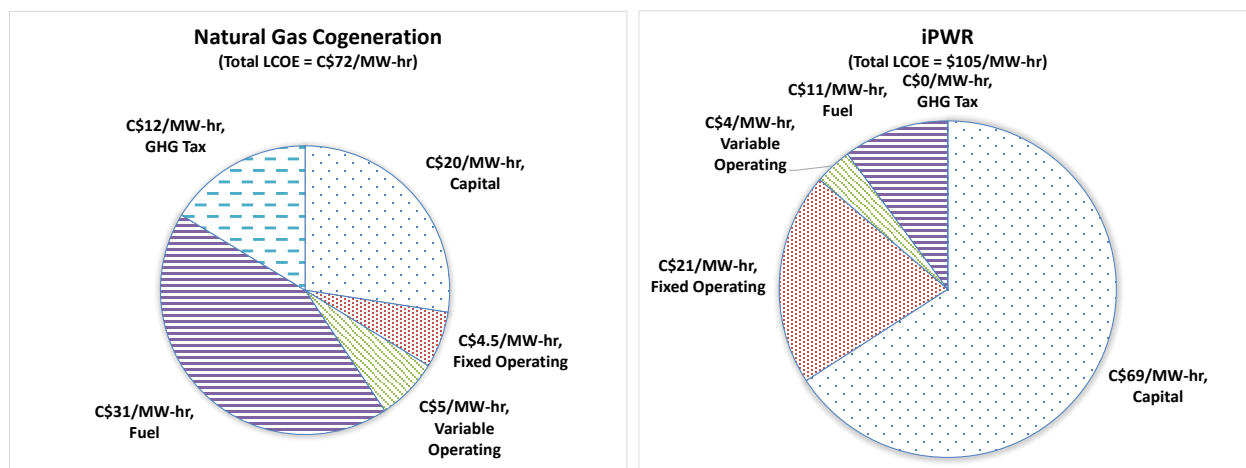 Natural Gas Cogeneration
(Total LCOE = C$72/MW-hr)
C$12/MW-hr,
GHG Tax
C$20/MW-hr,
Capital
C$4.5/MW-hr,
Fixed Operating
C$5/MW-hr,
Variable
Operating
C$31/MW-hr,
Fuel
iPWR
(Total LCOE = $105/MW-hr)
C$0/MW-hr,
GHG Tax
C$11/MW-hr,
Fuel
C$4/MW-hr,
Variable
Operating
C$21/MW-hr,
Fixed Operating
C$69/MW-hr,
Capital